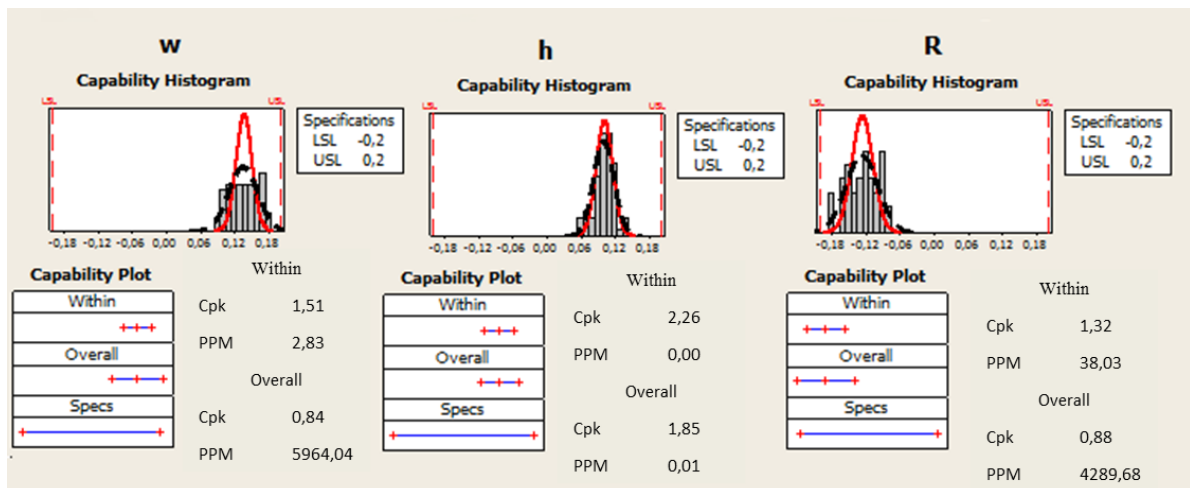 w
Capability Histogram
LSL USL
Specifications
LSL -0,2
USL 0,2
-0,18 -0,12 -0,06 0,00 0,06 0,12 0,18
Capability Plot
Within
Overall
Specs
Within
Cpk 1,51
PPM 2,83
Overall
Cpk 0,84
PPM 5964,04
h
Capability Histogram
LSL USL
Specifications
LSL -0,2
USL 0,2
-0,18 -0,12 -0,06 0,00 0,06 0,12 0,18
Capability Plot
Within
Overall
Specs
Within
Cpk 2,26
PPM 0,00
Overall
Cpk 1,85
PPM 0,01
R
Capability Histogram
LSL USL
Specifications
LSL -0,2
USL 0,2
-0,18 -0,12 -0,06 0,00 0,06 0,12 0,18
Capability Plot
Within
Overall
Specs
Within
Cpk 1,32
PPM 38,03
Overall
Cpk 0,88
PPM 4289,68